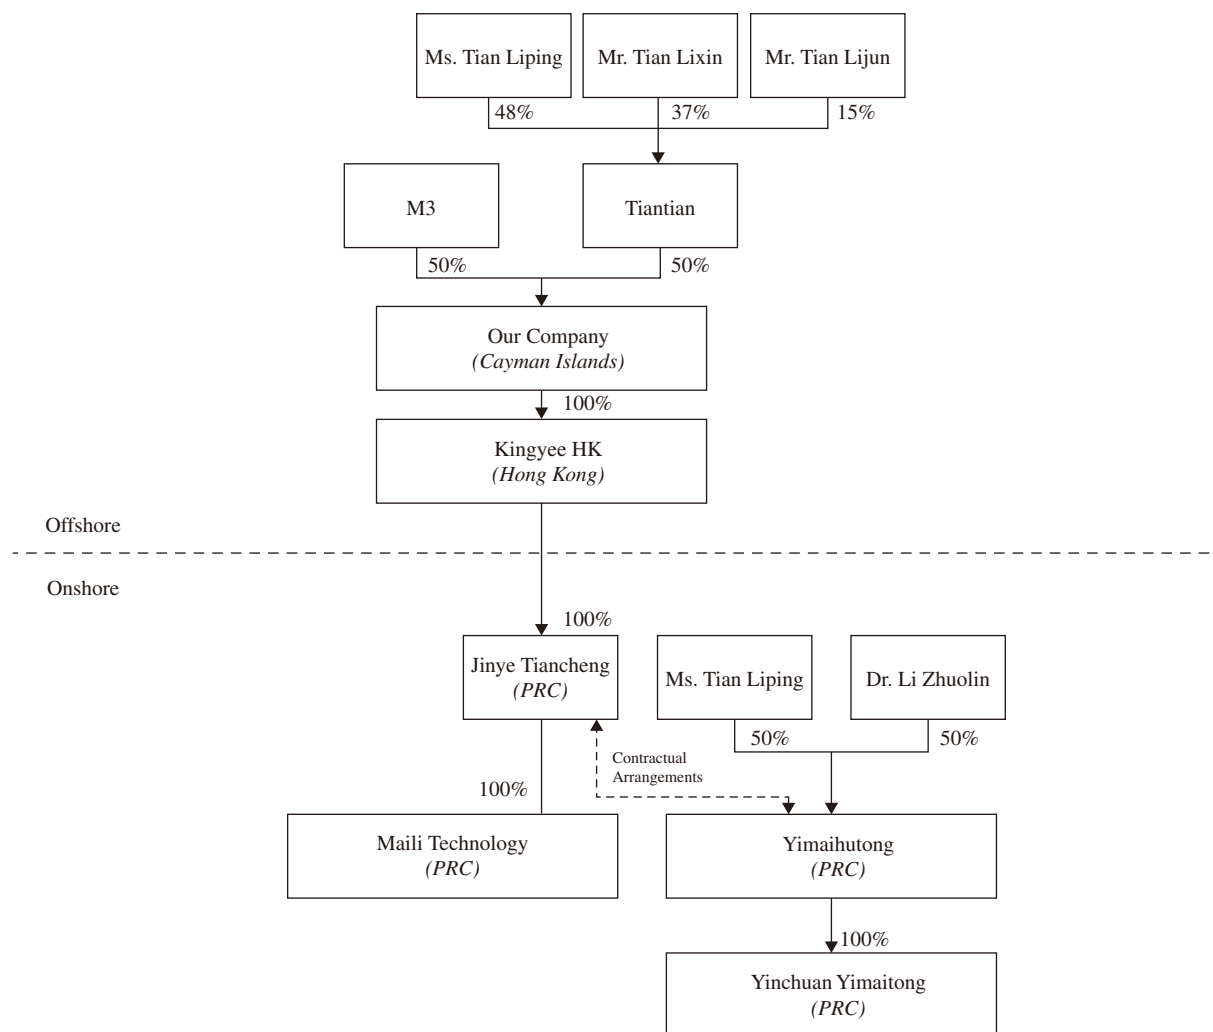 Ms. Tian Liping
Mr. Tian Lixin
Mr. Tian Lijun
48%
37%
15%
M3
Tiantian
50%
50%
Our Company
(Cayman Islands)
100%
Kingyee HK
(Hong Kong)
Offshore
Onshore
100%
Jinye Tiancheng
(PRC)
Ms. Tian Liping
Dr. Li Zhuolin
50%
50%
Contractual
Arrangements
100%
Maili Technology
(PRC)
Yimaihutong
(PRC)
100%
Yinchuan Yimaitong
(PRC)